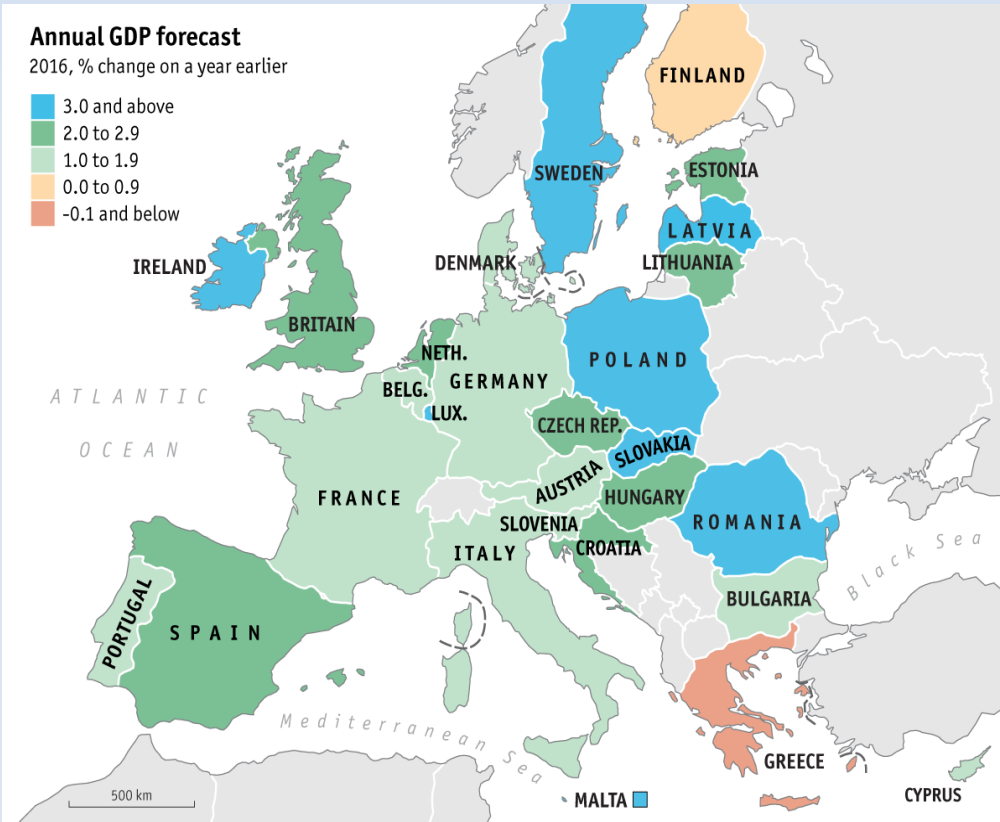 Annual GDP forecast
2016, % change on a year earlier
3.0 and above
2.0 to 2.9
1.0 to 1.9
0.0 to 0.9
-0.1 and below
FINLAND
SWEDEN
ESTONIA
LATVIA
LITHUANIA
DENMARK
IRELAND
BRITAIN
NETH.
BELG.
LUX.
GERMANY
POLAND
ATLANTIC
OCEAN
CZECH REP.
SLOVAKIA
AUSTRIA
HUNGARY
FRANCE
SLOVENIA
ROMANIA
ITALY
CROATIA
Black Sea
BULGARIA
PORTUGAL
SPAIN
Mediterranean Sea
GREECE
500 km
MALTA
CYPRUS